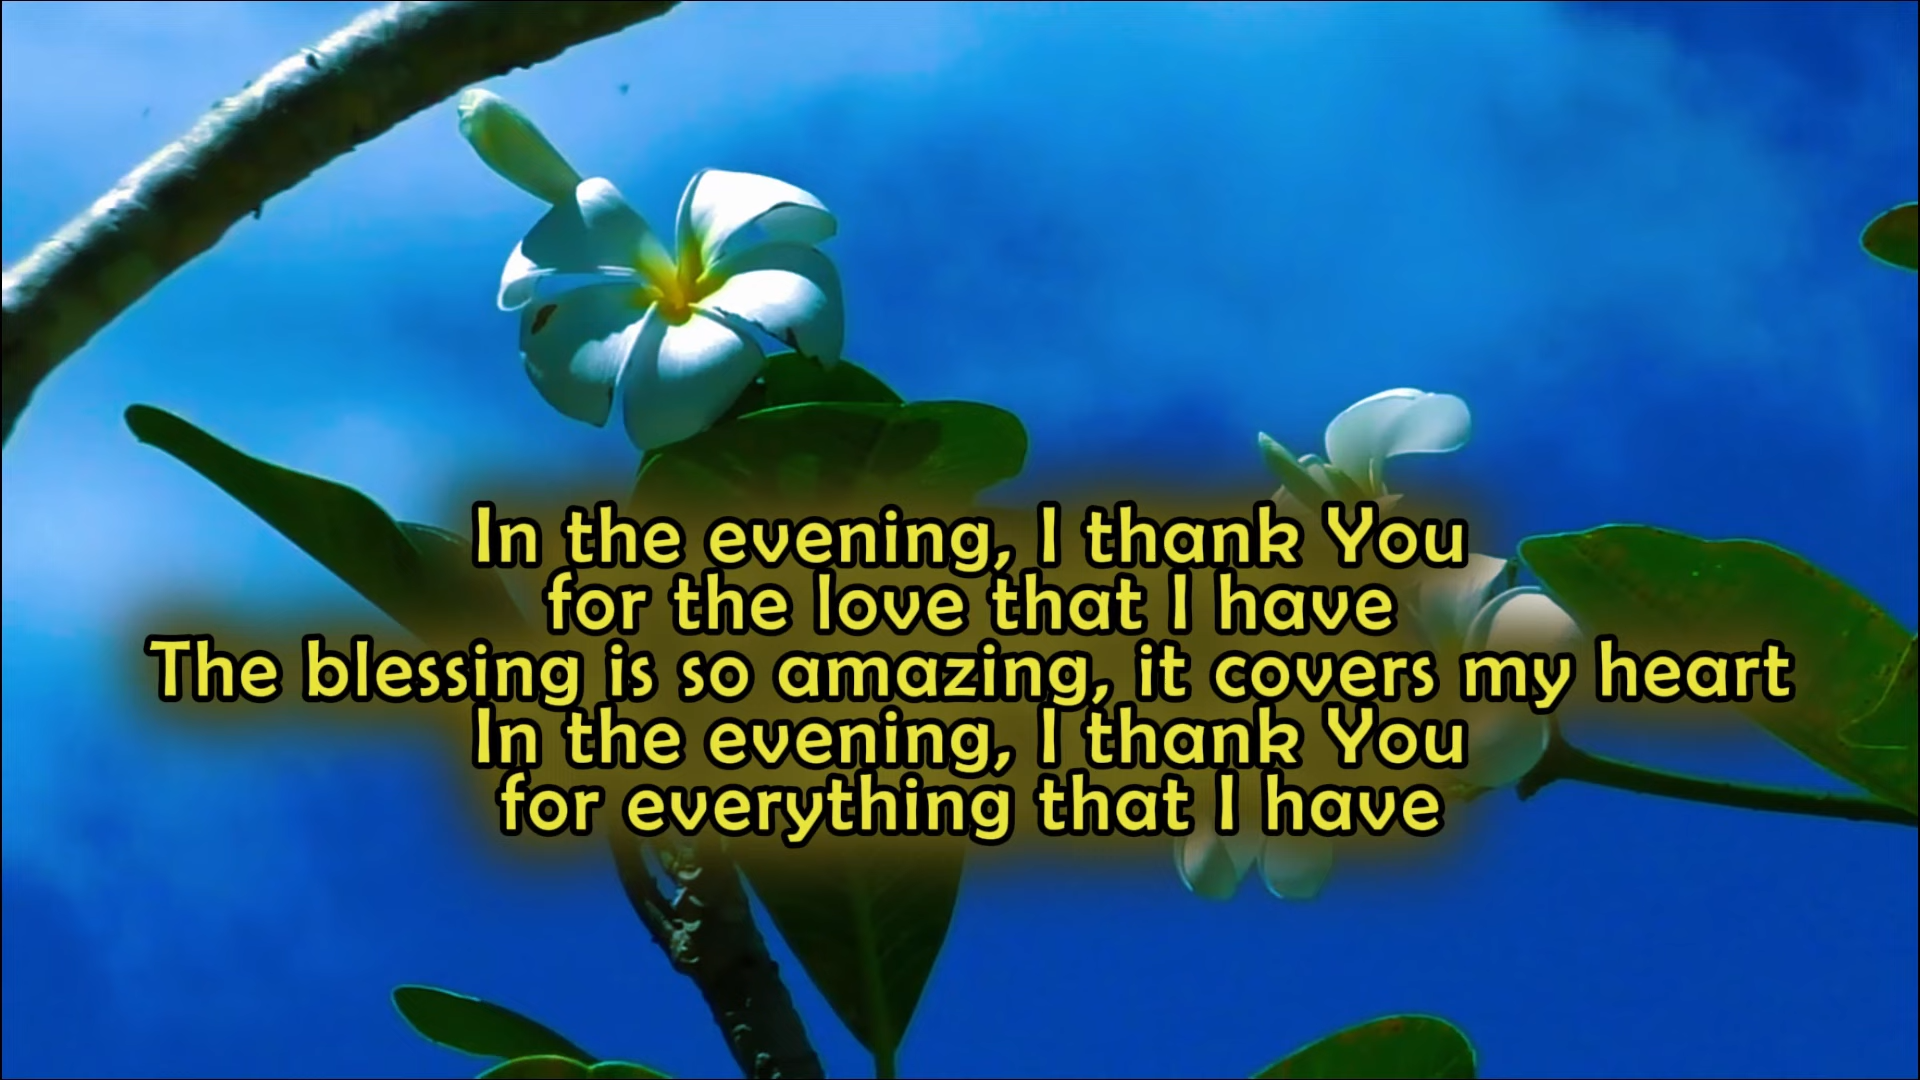 In the evening, I thank You
for the love that I have
The blessing is so amazing, it covers my heart
In the evening, I thank You
for everything that I have